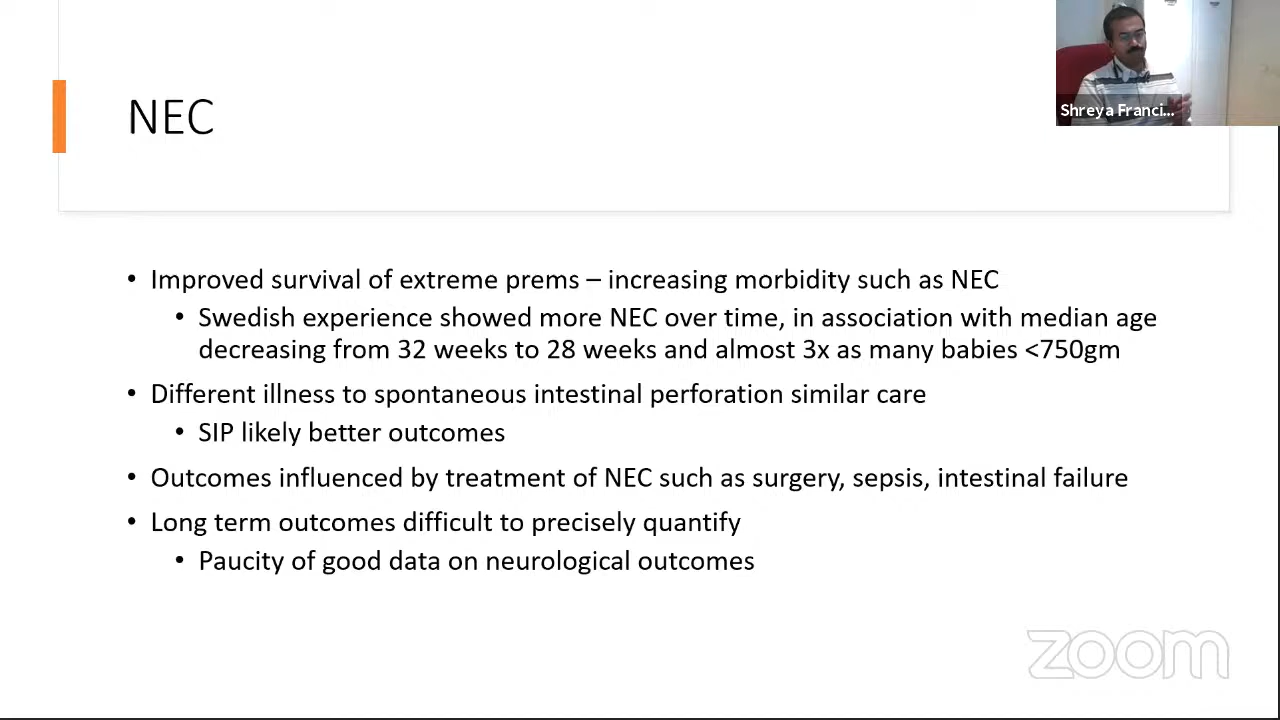 NEC
Shreya Franci...
• Improved survival of extreme prems – increasing morbidity such as NEC
• Swedish experience showed more NEC over time, in association with median age
decreasing from 32 weeks to 28 weeks and almost 3x as many babies <750gm
• Different illness to spontaneous intestinal perforation similar care
• SIP likely better outcomes
• Outcomes influenced by treatment of NEC such as surgery, sepsis, intestinal failure
• Long term outcomes difficult to precisely quantify
• Paucity of good data on neurological outcomes
zoom